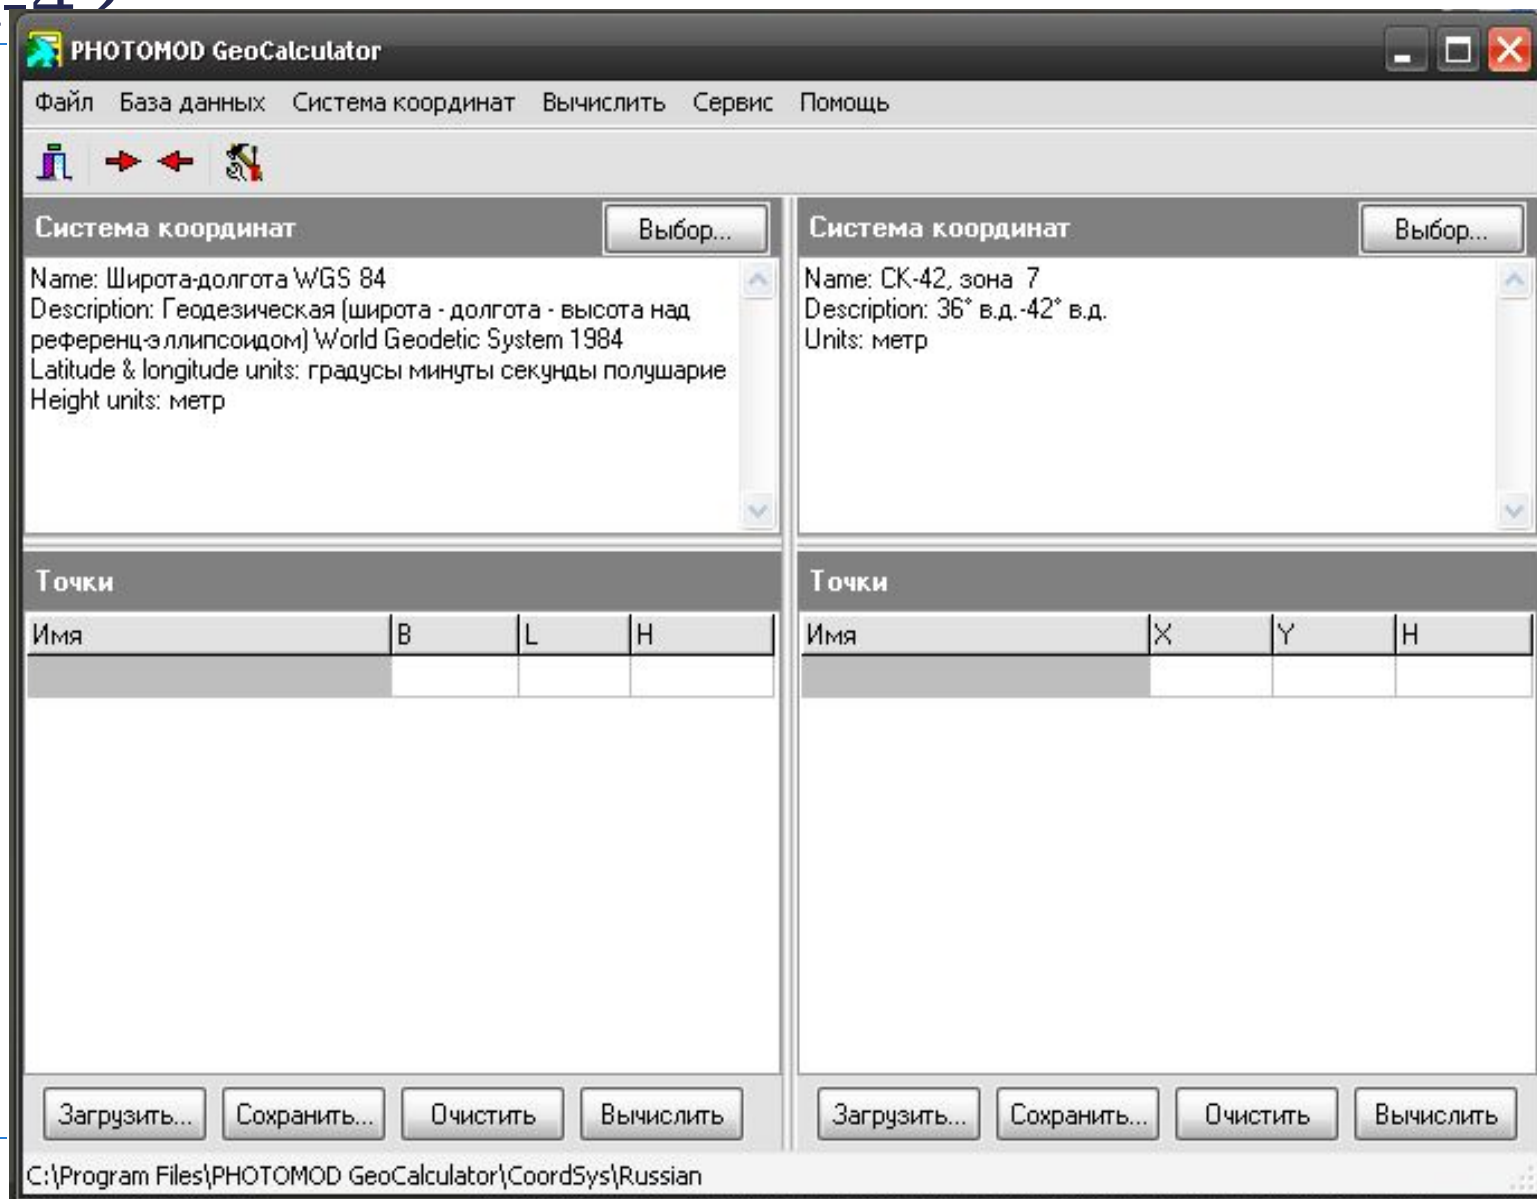 PHOTOMOD GeoCalculator
Файл База данных Система координат Вычислить Сервис Помощь
Система координат Выбор...
Name: Широта-долгота WGS 84
Description: Геодезическая (широта - долгота - высота над
референц-эллипсоидом) World Geodetic System 1984
Latitude & longitude units: градусы минуты секунды полушарие
Height units: метр
Система координат Выбор...
Name: СК-42, зона 7
Description: 36° в.д.-42° в.д.
Units: метр
Точки
Имя B L H
Загрузить... Сохранить... Очистить Вычислить
Точки
Имя X Y H
Загрузить... Сохранить... Очистить Вычислить
C:\Program Files\PHOTOMOD GeoCalculator\CoordSys\Russian